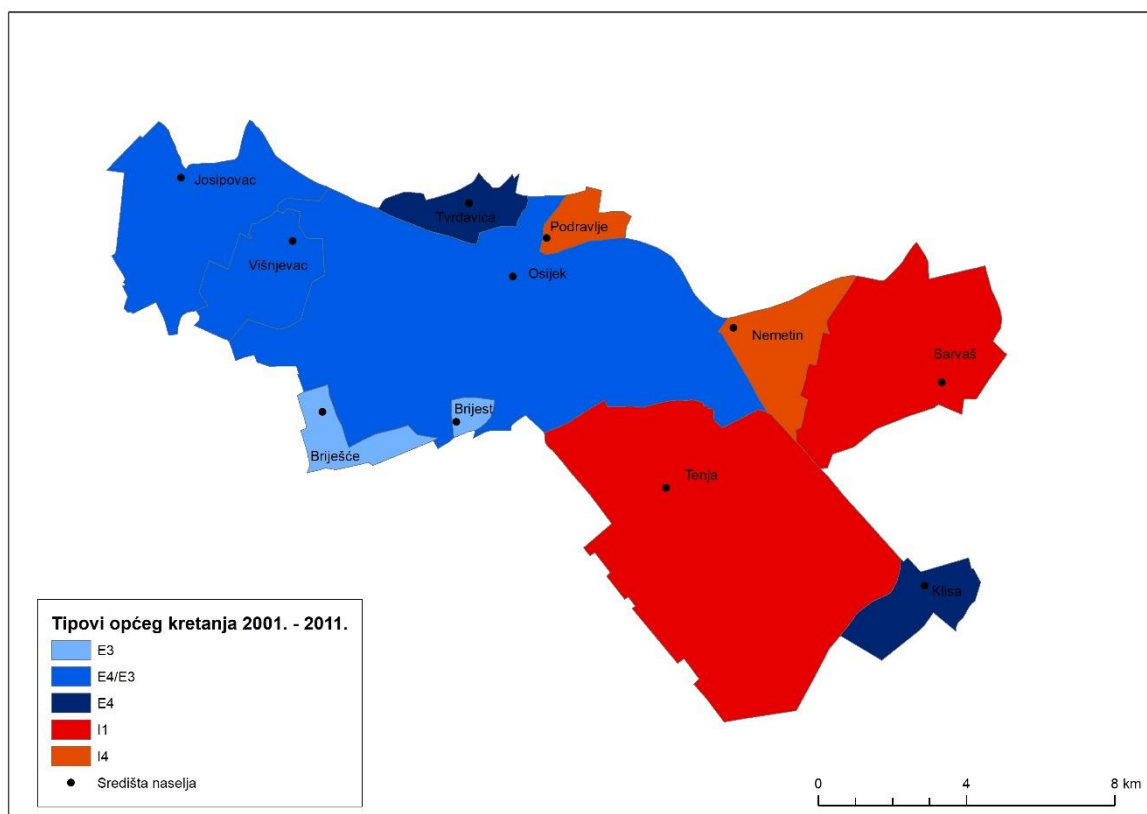 Josipovac
Tvrđavica
Podravlje
Višnjevac
Osijek
Nemetin
Sarvaš
Brijest
Briješće
Tenja
Klisa
Tipovi općeg kretanja 2001. - 2011.
E3
E4/E3
E4
I1
I4
Središta naselja
0 4 8 km